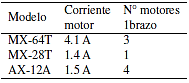 Modelo Corriente motor N° motores 1brazo
MX-64T 4.1 A 3
MX-28T 1.4 A 1
AX-12A 1.5 A 4